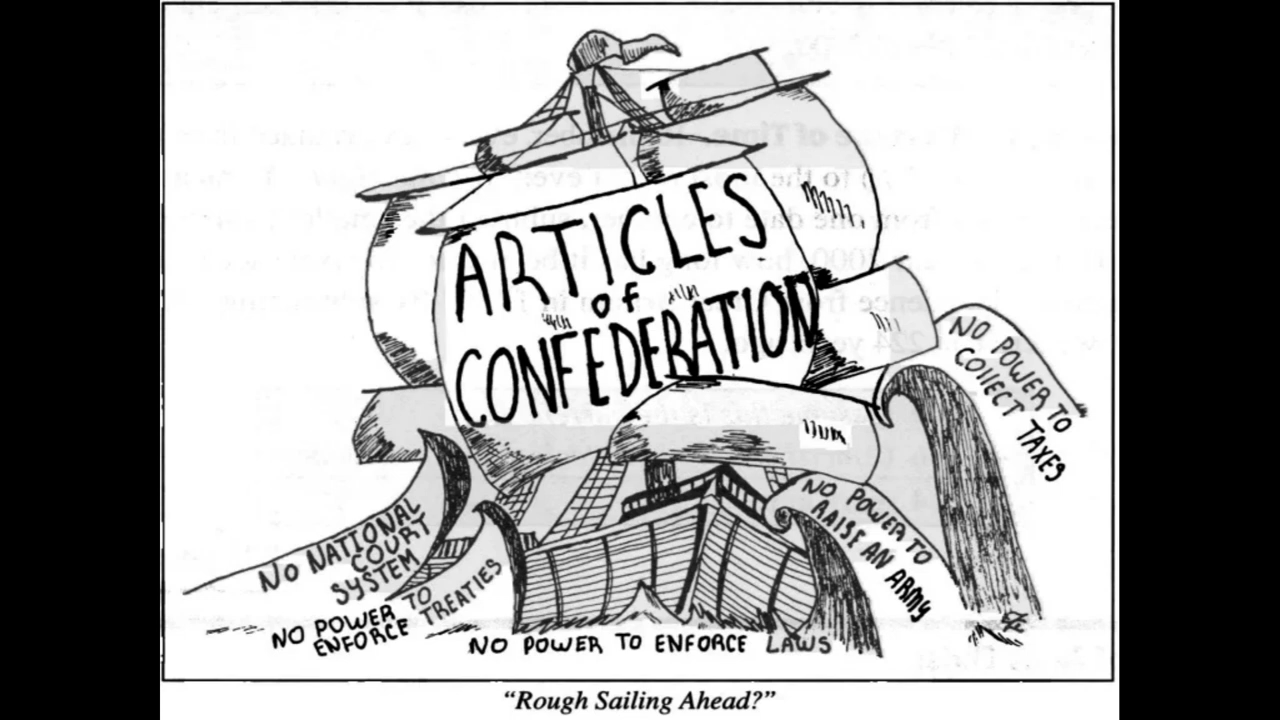 ARTICLES
of
CONFEDERATION
NO POWER TO
COLLECT TAXES
NO POWER TO
RAISE AN ARMY
NO NATIONAL
COURT
SYSTEM
NO POWER TO
ENFORCE TREATIES
NO POWER TO ENFORCE LAWS
"Rough Sailing Ahead?"